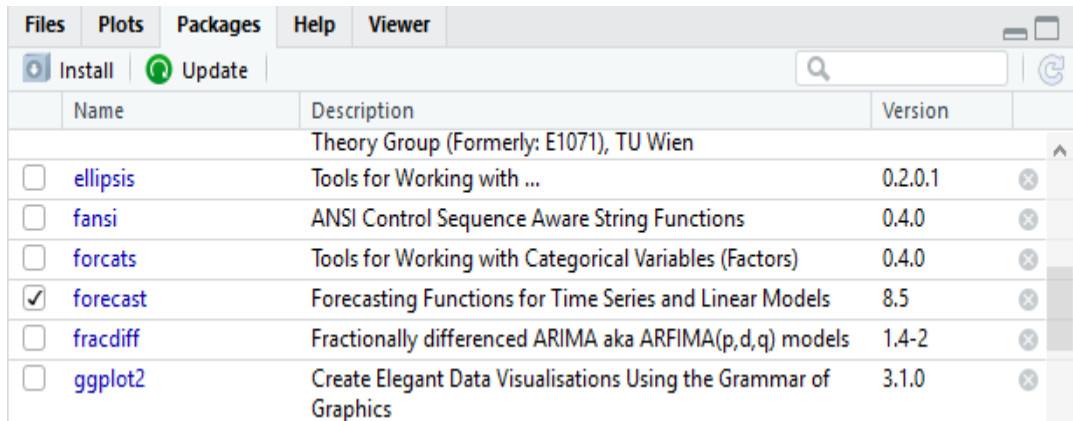 Files Plots Packages Help Viewer
Install Update
Name Description Version
Theory Group (Formerly: E1071), TU Wien
ellipsis Tools for Working with ... 0.2.0.1
fansi ANSI Control Sequence Aware String Functions 0.4.0
forcats Tools for Working with Categorical Variables (Factors) 0.4.0
forecast Forecasting Functions for Time Series and Linear Models 8.5
fracdiff Fractionally differenced ARIMA aka ARFIMA(p,d,q) models 1.4-2
ggplot2 Create Elegant Data Visualisations Using the Grammar of 3.1.0
Graphics